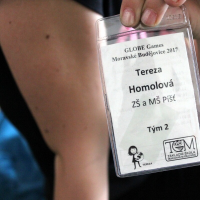 GLOBE Games
Moravské Budějovice 2017
Tereza
Homolová
ZŠ a MŠ Píšť
Tým 2